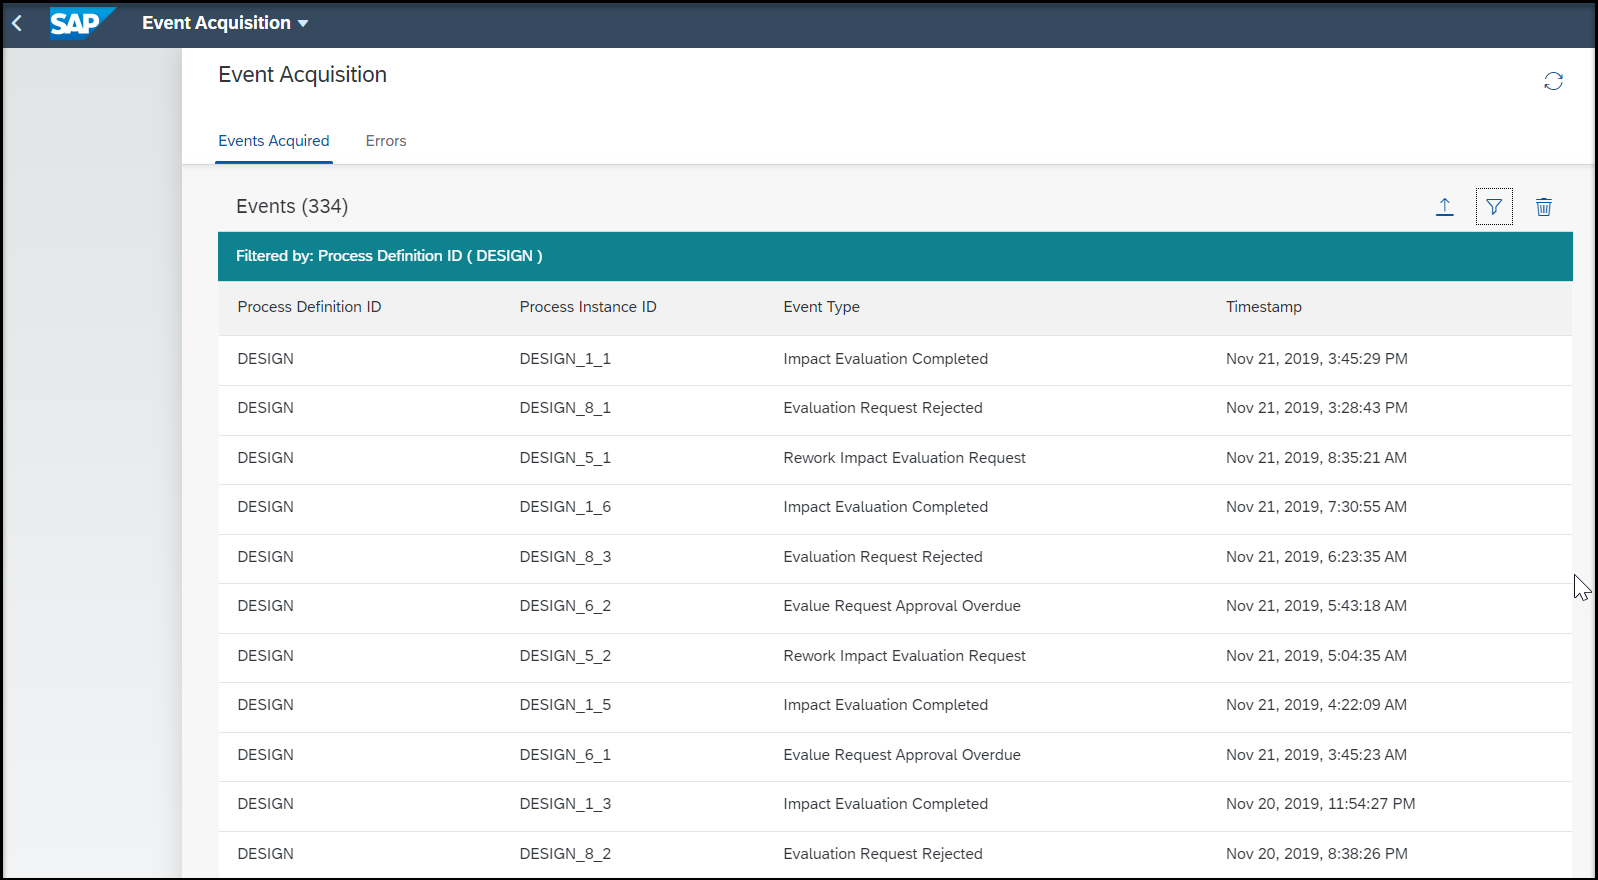 SAP Event Acquisition
Event Acquisition
Events Acquired Errors
Events (334)
Filtered by: Process Definition ID ( DESIGN )
Process Definition ID Process Instance ID Event Type Timestamp
DESIGN DESIGN_1_1 Impact Evaluation Completed Nov 21, 2019, 3:45:29 PM
DESIGN DESIGN_8_1 Evaluation Request Rejected Nov 21, 2019, 3:28:43 PM
DESIGN DESIGN_5_1 Rework Impact Evaluation Request Nov 21, 2019, 8:35:21 AM
DESIGN DESIGN_1_6 Impact Evaluation Completed Nov 21, 2019, 7:30:55 AM
DESIGN DESIGN_8_3 Evaluation Request Rejected Nov 21, 2019, 6:23:35 AM
DESIGN DESIGN_6_2 Evalue Request Approval Overdue Nov 21, 2019, 5:43:18 AM
DESIGN DESIGN_5_2 Rework Impact Evaluation Request Nov 21, 2019, 5:04:35 AM
DESIGN DESIGN_1_5 Impact Evaluation Completed Nov 21, 2019, 4:22:09 AM
DESIGN DESIGN_6_1 Evalue Request Approval Overdue Nov 21, 2019, 3:45:23 AM
DESIGN DESIGN_1_3 Impact Evaluation Completed Nov 20, 2019, 11:54:27 PM
DESIGN DESIGN_8_2 Evaluation Request Rejected Nov 20, 2019, 8:38:26 PM